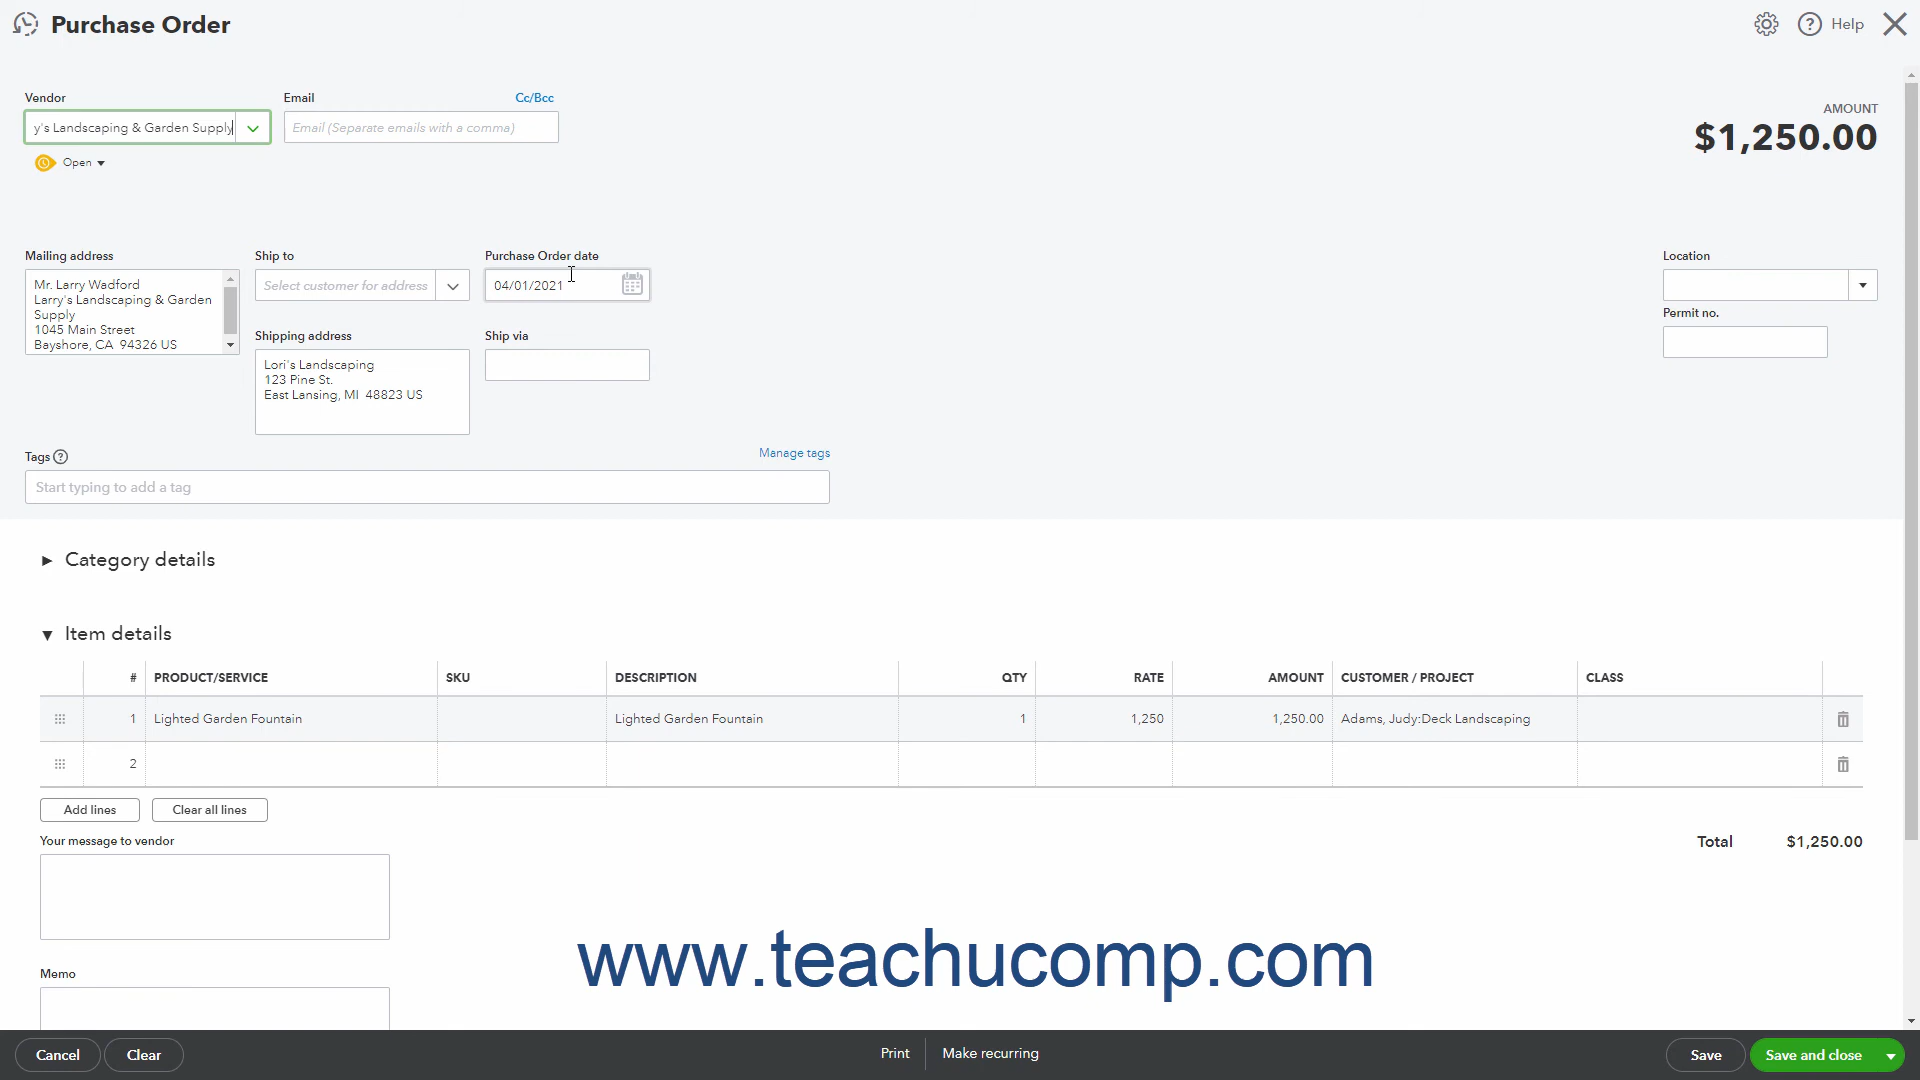 Purchase Order
Help
Vendor
Email
Cc/Bcc
y's Landscaping & Garden Supply
Email (Separate emails with a comma)
Open
AMOUNT
$1,250.00
Mailing address
Mr. Larry Wadford
Larry's Landscaping & Garden
Supply
1045 Main Street
Bayshore, CA 94326 US
Ship to
Select customer for address
Purchase Order date
04/01/2021
Shipping address
Lori's Landscaping
123 Pine St.
East Lansing, MI 48823 US
Ship via
Location
Permit no.
Tags
Manage tags
Start typing to add a tag
Category details
Item details
# PRODUCT/SERVICE SKU DESCRIPTION QTY RATE AMOUNT CUSTOMER / PROJECT CLASS
1 Lighted Garden Fountain Lighted Garden Fountain 1 1,250 1,250.00 Adams, Judy:Deck Landscaping
2
Add lines Clear all lines
Your message to vendor
Total $1,250.00
Memo
www.teachucomp.com
Cancel Clear Print Make recurring Save Save and close